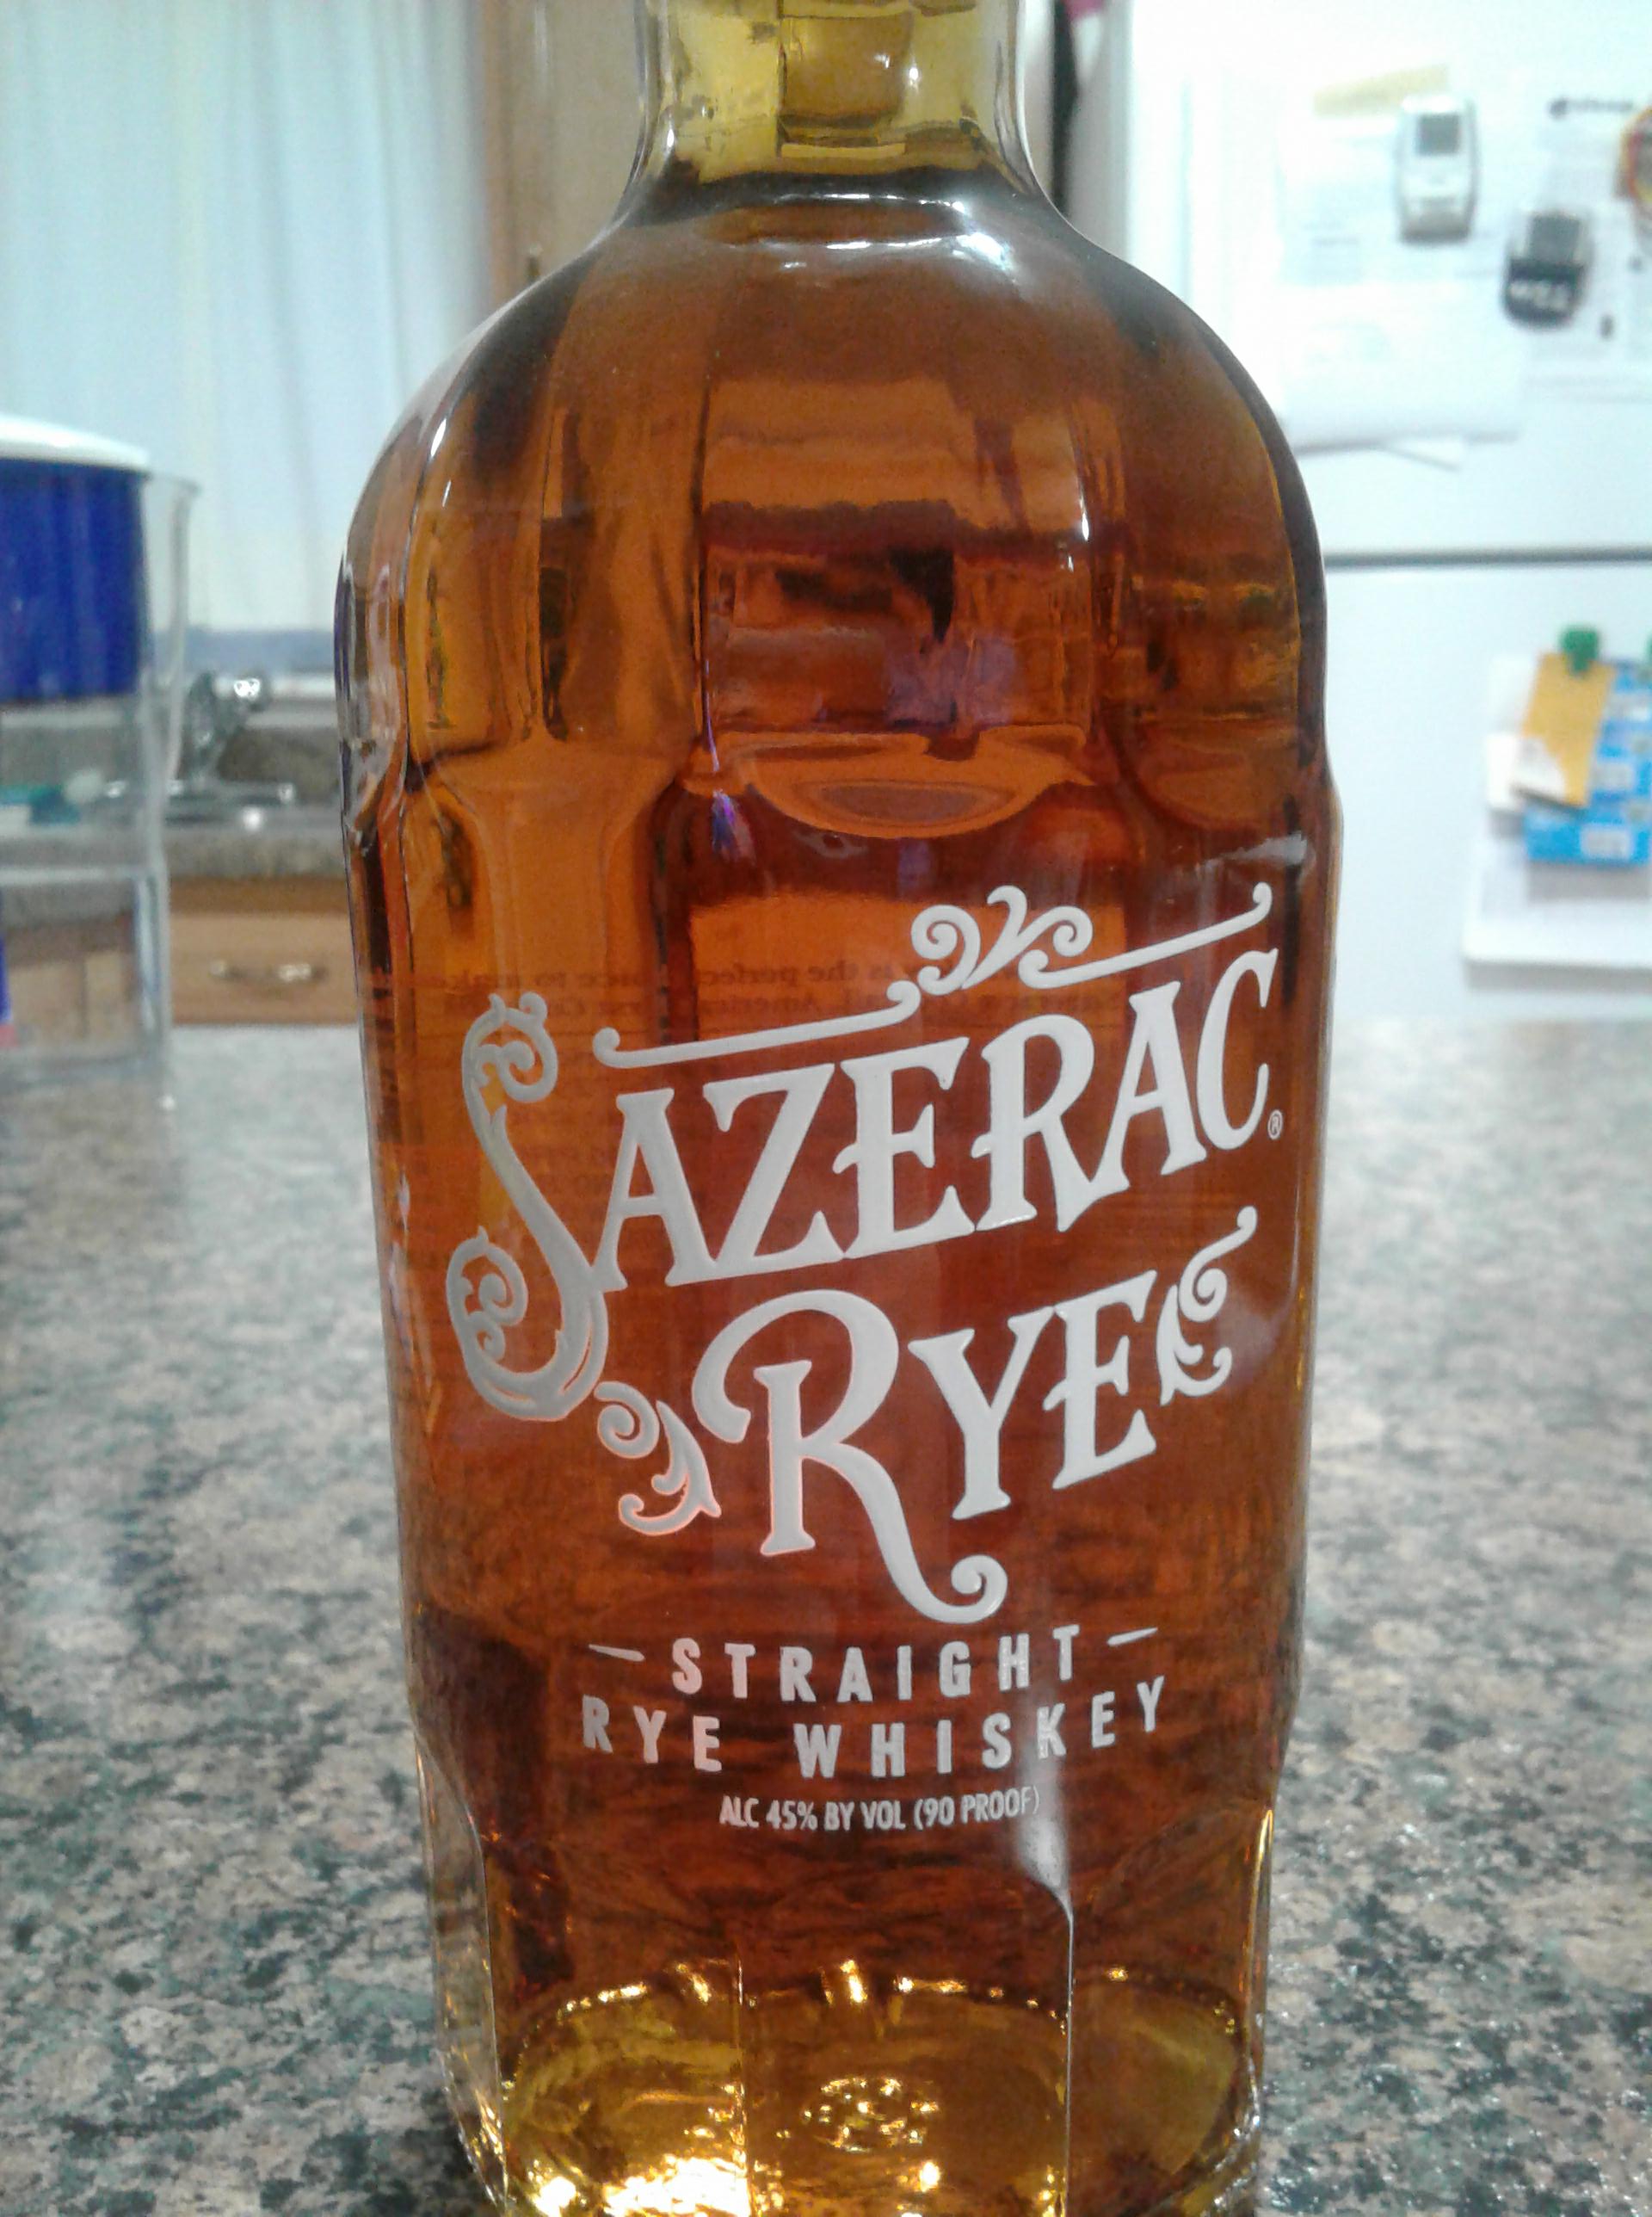 SAZERAC®
RYE
—STRAIGHT—
RYE WHISKEY
ALC 45% BY VOL (90 PROOF)